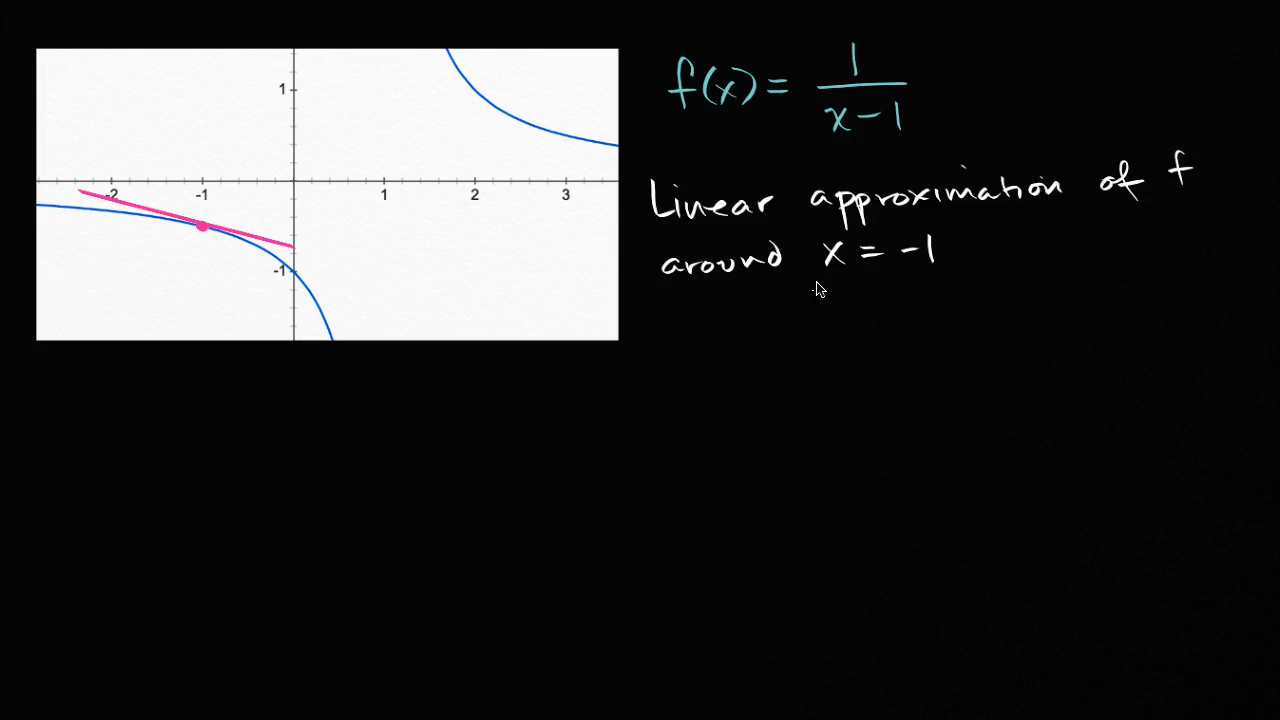 1
-2 -1 1 2 3
-1
f(x) = 1/(x-1)
Linear approximation of f
around x = -1